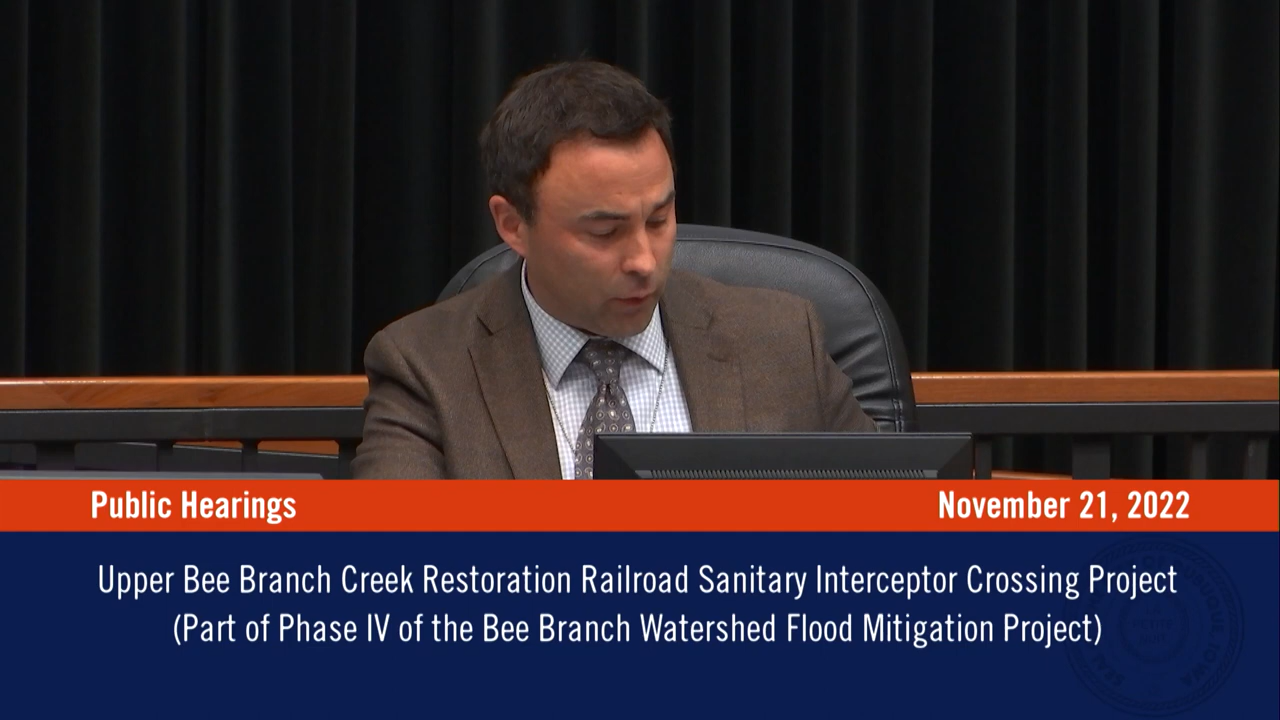 Public Hearings
November 21, 2022
Upper Bee Branch Creek Restoration Railroad Sanitary Interceptor Crossing Project
(Part of Phase IV of the Bee Branch Watershed Flood Mitigation Project)